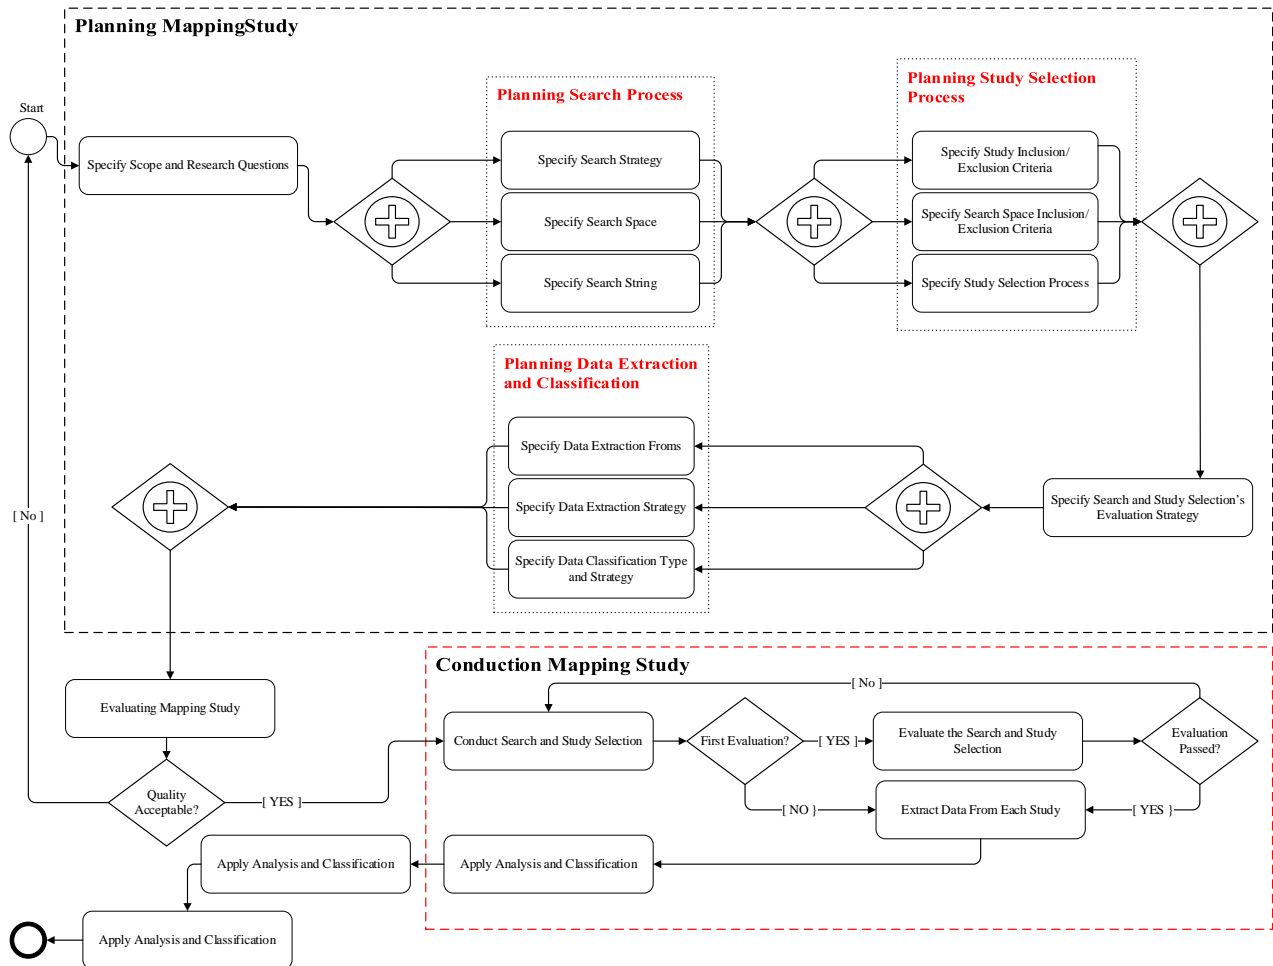 Planning MappingStudy
Start
Specify Scope and Research Questions
Planning Search Process
Specify Search Strategy
Specify Search Space
Specify Search String
Planning Study Selection
Process
Specify Study Inclusion/
Exclusion Criteria
Specify Search Space Inclusion/
Exclusion Criteria
Specify Study Selection Process
Planning Data Extraction
and Classification
Specify Data Extraction Froms
Specify Data Extraction Strategy
Specify Data Classification Type
and Strategy
Specify Search and Study Selection's
Evaluation Strategy
[ No ]
Evaluating Mapping Study
Quality
Acceptable?
[ YES ]
Conduction Mapping Study
[ No ]
Conduct Search and Study Selection
First Evaluation?
[ YES ]
Evaluate the Search and Study
Selection
Evaluation
Passed?
[ NO }
Extract Data From Each Study
[ YES }
Apply Analysis and Classification
Apply Analysis and Classification
Apply Analysis and Classification